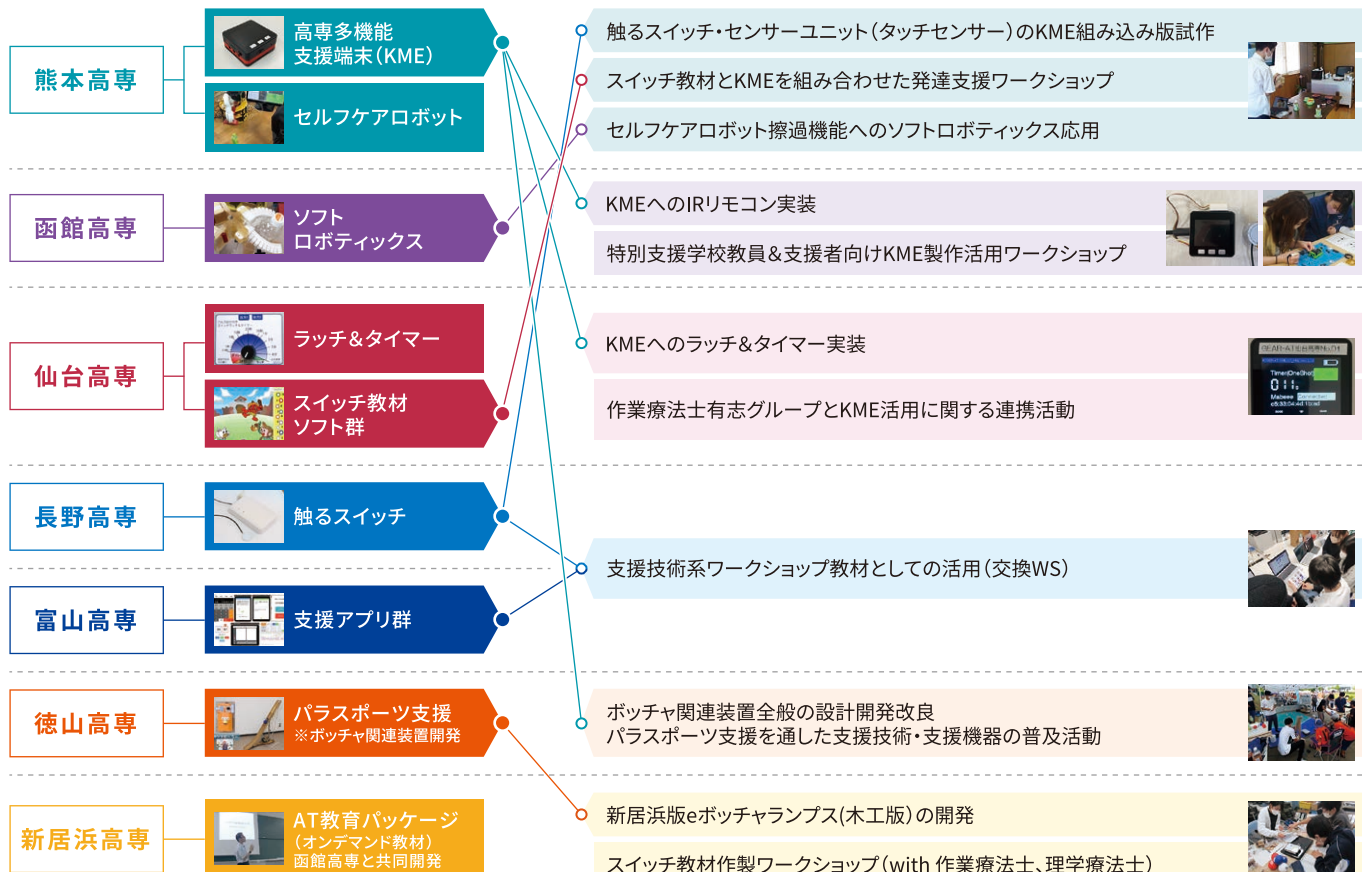 熊本高専
高専多機能
支援端末（KME）
セルフケアロボット
触るスイッチ・センサーユニット（タッチセンサー）のKME組み込み版試作
スイッチ教材とKMEを組み合わせた発達支援ワークショップ
セルフケアロボット擦過機能へのソフトロボティックス応用
函館高専
ソフト
ロボティックス
KMEへのIRリモコン実装
特別支援学校教員＆支援者向けKME製作活用ワークショップ
仙台高専
ラッチ＆タイマー
スイッチ教材
ソフト群
KMEへのラッチ＆タイマー実装
作業療法士有志グループとKME活用に関する連携活動
長野高専
触るスイッチ
富山高専
支援アプリ群
支援技術系ワークショップ教材としての活用（交換WS）
徳山高専
パラスポーツ支援
※ボッチャ関連装置開発
ボッチャ関連装置全般の設計開発改良
パラスポーツ支援を通した支援技術・支援機器の普及活動
新居浜高専
AT教育パッケージ
（オンデマンド教材）
函館高専と共同開発
新居浜版eボッチャランプス(木工版）の開発
スイッチ教材作製ワークショップ（with 作業療法士、理学療法士）